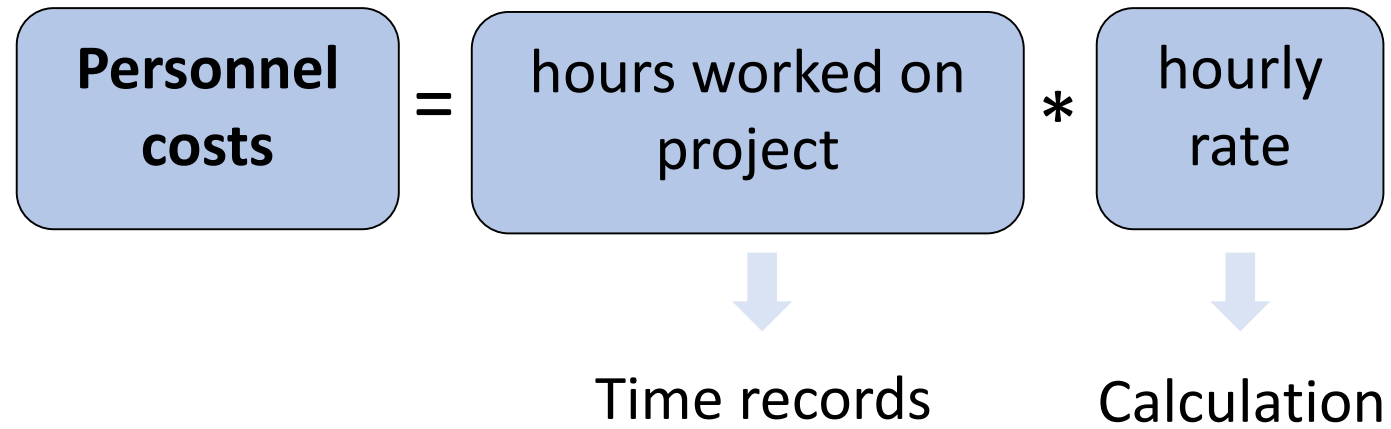 Personnel
costs
=
hours worked on
project
*
hourly
rate
Time records
Calculation